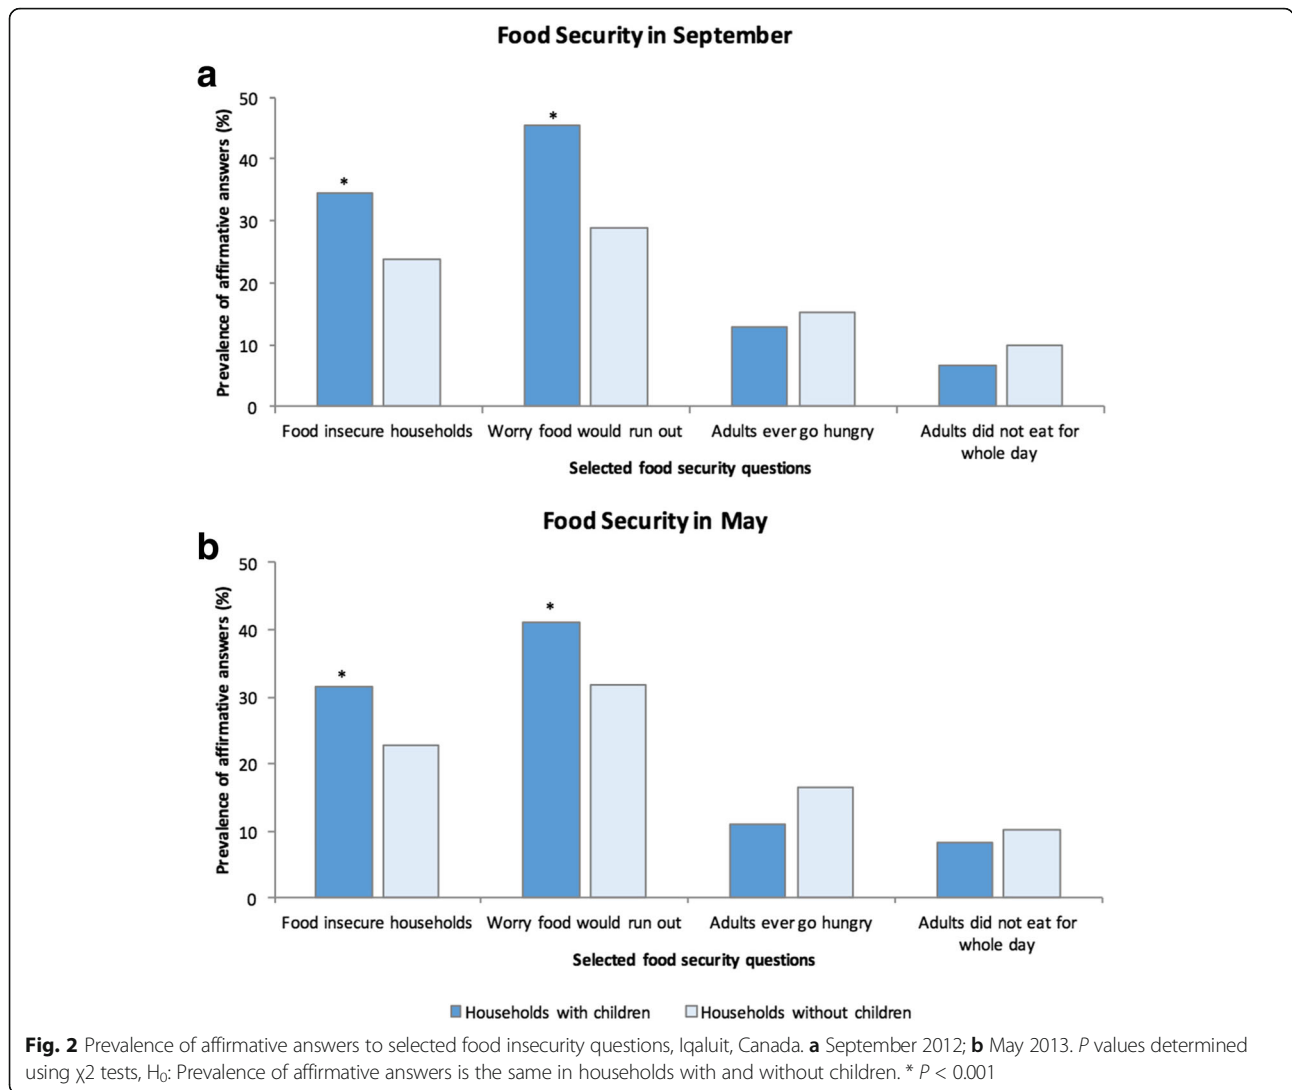 Food Security in September
a
Prevalence of affirmative answers (%)
50
40
30
20
10
0
*
*
Food insecure households
Worry food would run out
Adults ever go hungry
Adults did not eat for
whole day
Selected food security questions
Food Security in May
b
Prevalence of affirmative answers (%)
50
40
30
20
10
0
*
*
Food insecure households
Worry food would run out
Adults ever go hungry
Adults did not eat for
whole day
Selected food security questions
Households with children
Households without children
Fig. 2 Prevalence of affirmative answers to selected food insecurity questions, Iqaluit, Canada. a September 2012; b May 2013. P values determined
using χ2 tests, H₀: Prevalence of affirmative answers is the same in households with and without children. * P < 0.001